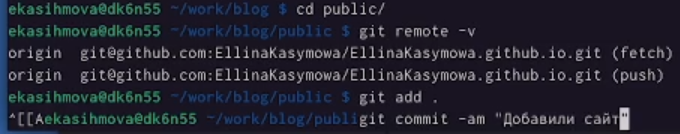 ekasihmova@dk6n55 ~/work/blog $ cd public/
ekasihmova@dk6n55 ~/work/blog/public $ git remote -v
origin  git@github.com:EllinaKasymowa/EllinaKasymowa.github.io.git (fetch)
origin  git@github.com:EllinaKasymowa/EllinaKasymowa.github.io.git (push)
ekasihmova@dk6n55 ~/work/blog/public $ git add .
^[[Aekasihmova@dk6n55 ~/work/blog/publigit commit -am "Добавили сайт"